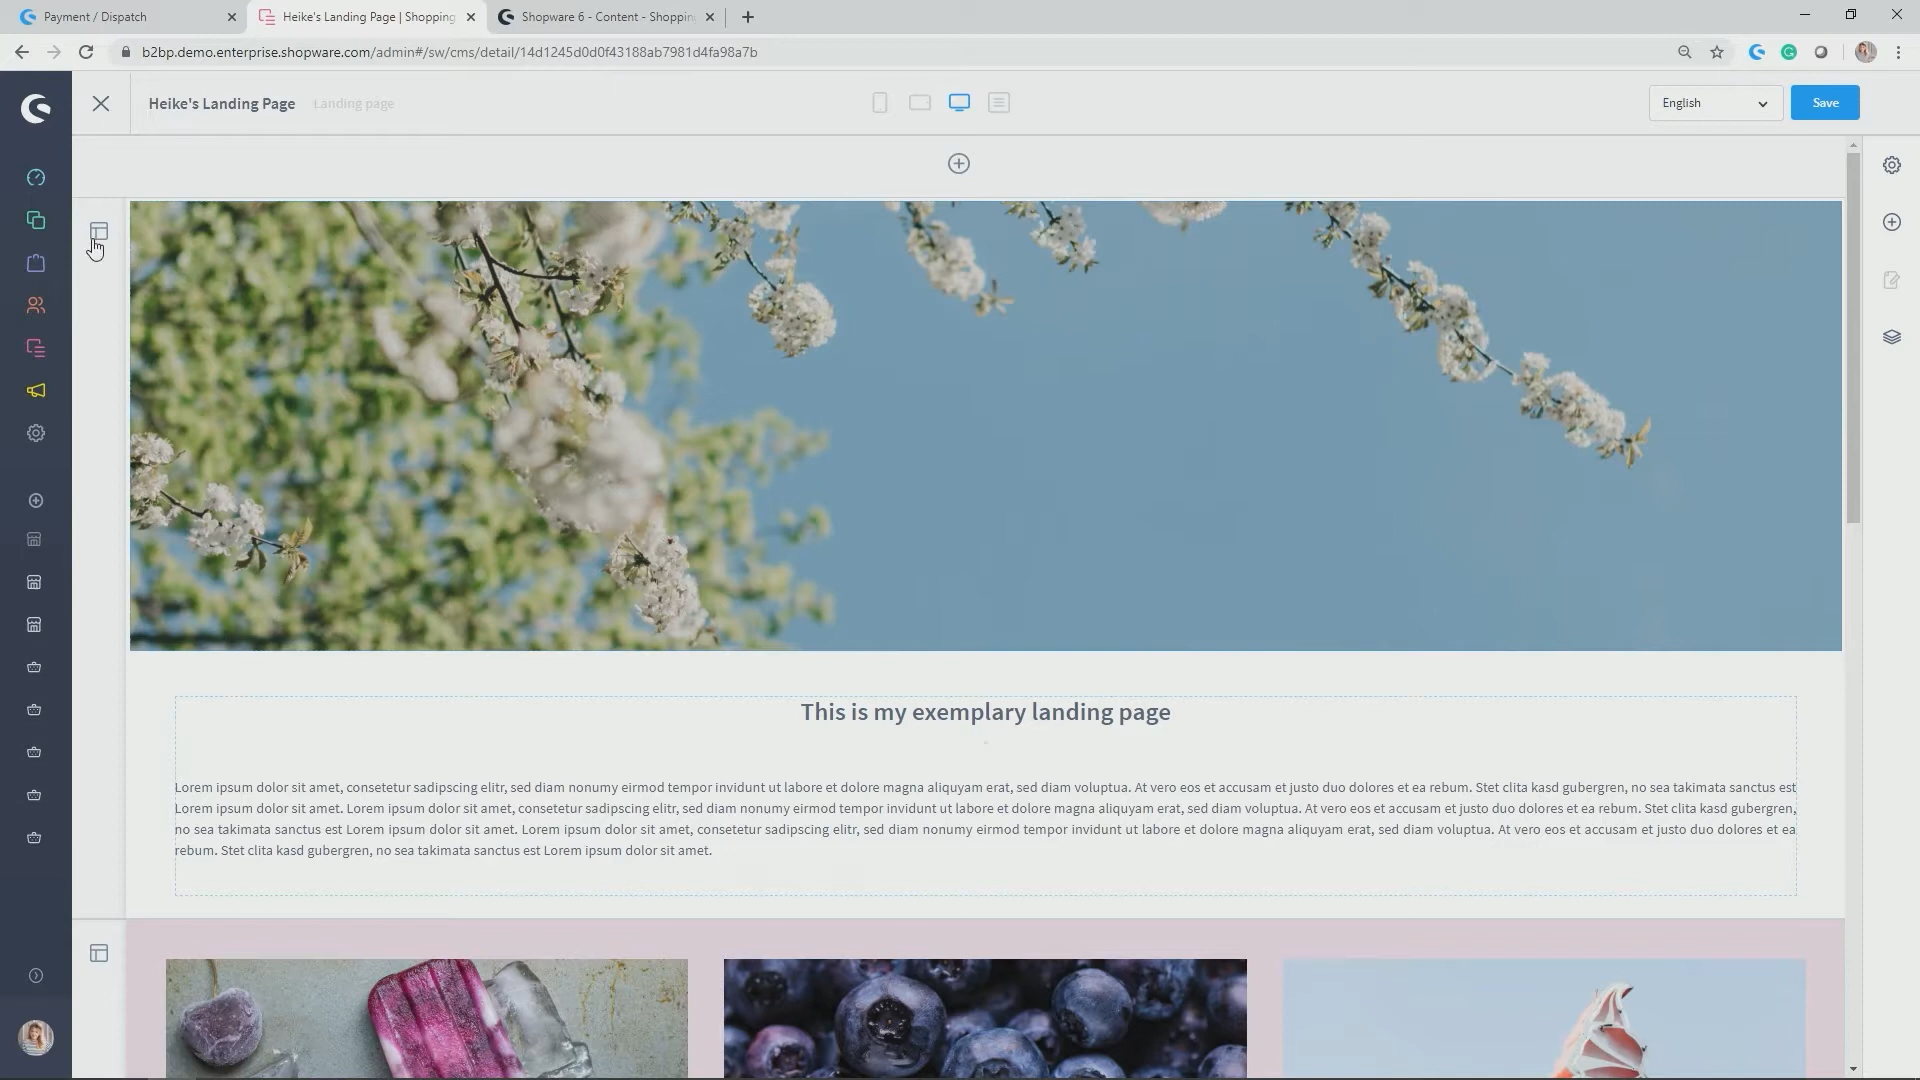 Payment / Dispatch
Heike's Landing Page | Shopping
Shopware 6 - Content - Shoppin
b2bp.demo.enterprise.shopware.com/admin#/sw/cms/detail/14d1245d0d0f43188ab7981d4fa98a7b
Heike's Landing Page Landing page
English
Save
This is my exemplary landing page
Lorem ipsum dolor sit amet, consetetur sadipscing elitr, sed diam nonumy eirmod tempor invidunt ut labore et dolore magna aliquyam erat, sed diam voluptua. At vero eos et accusam et justo duo dolores et ea rebum. Stet clita kasd gubergren, no sea takimata sanctus est
Lorem ipsum dolor sit amet. Lorem ipsum dolor sit amet, consetetur sadipscing elitr, sed diam nonumy eirmod tempor invidunt ut labore et dolore magna aliquyam erat, sed diam voluptua. At vero eos et accusam et justo duo dolores et ea rebum. Stet clita kasd gubergren,
no sea takimata sanctus est Lorem ipsum dolor sit amet. Lorem ipsum dolor sit amet, consetetur sadipscing elitr, sed diam nonumy eirmod tempor invidunt ut labore et dolore magna aliquyam erat, sed diam voluptua. At vero eos et accusam et justo duo dolores et ea
rebum. Stet clita kasd gubergren, no sea takimata sanctus est Lorem ipsum dolor sit amet.